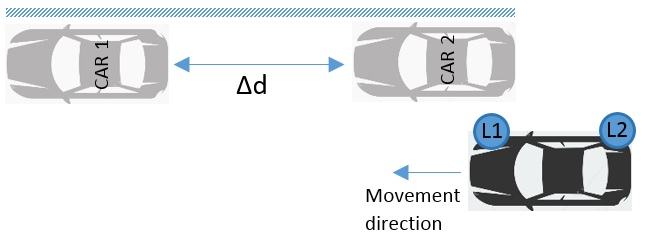 CAR 1
CAR 2
Δd
L1
L2
Movement
direction